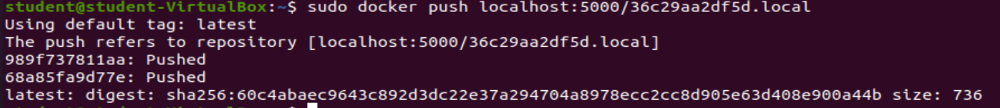 student@student-VirtualBox:~$ sudo docker push localhost:5000/36c29aa2df5d.local
Using default tag: latest
The push refers to repository [localhost:5000/36c29aa2df5d.local]
989f737811aa: Pushed
68a85fa9d77e: Pushed
latest: digest: sha256:60c4abaec9643c892d3dc22e37a294704a8978ecc2cc8d905e63d408e900a44b size: 736